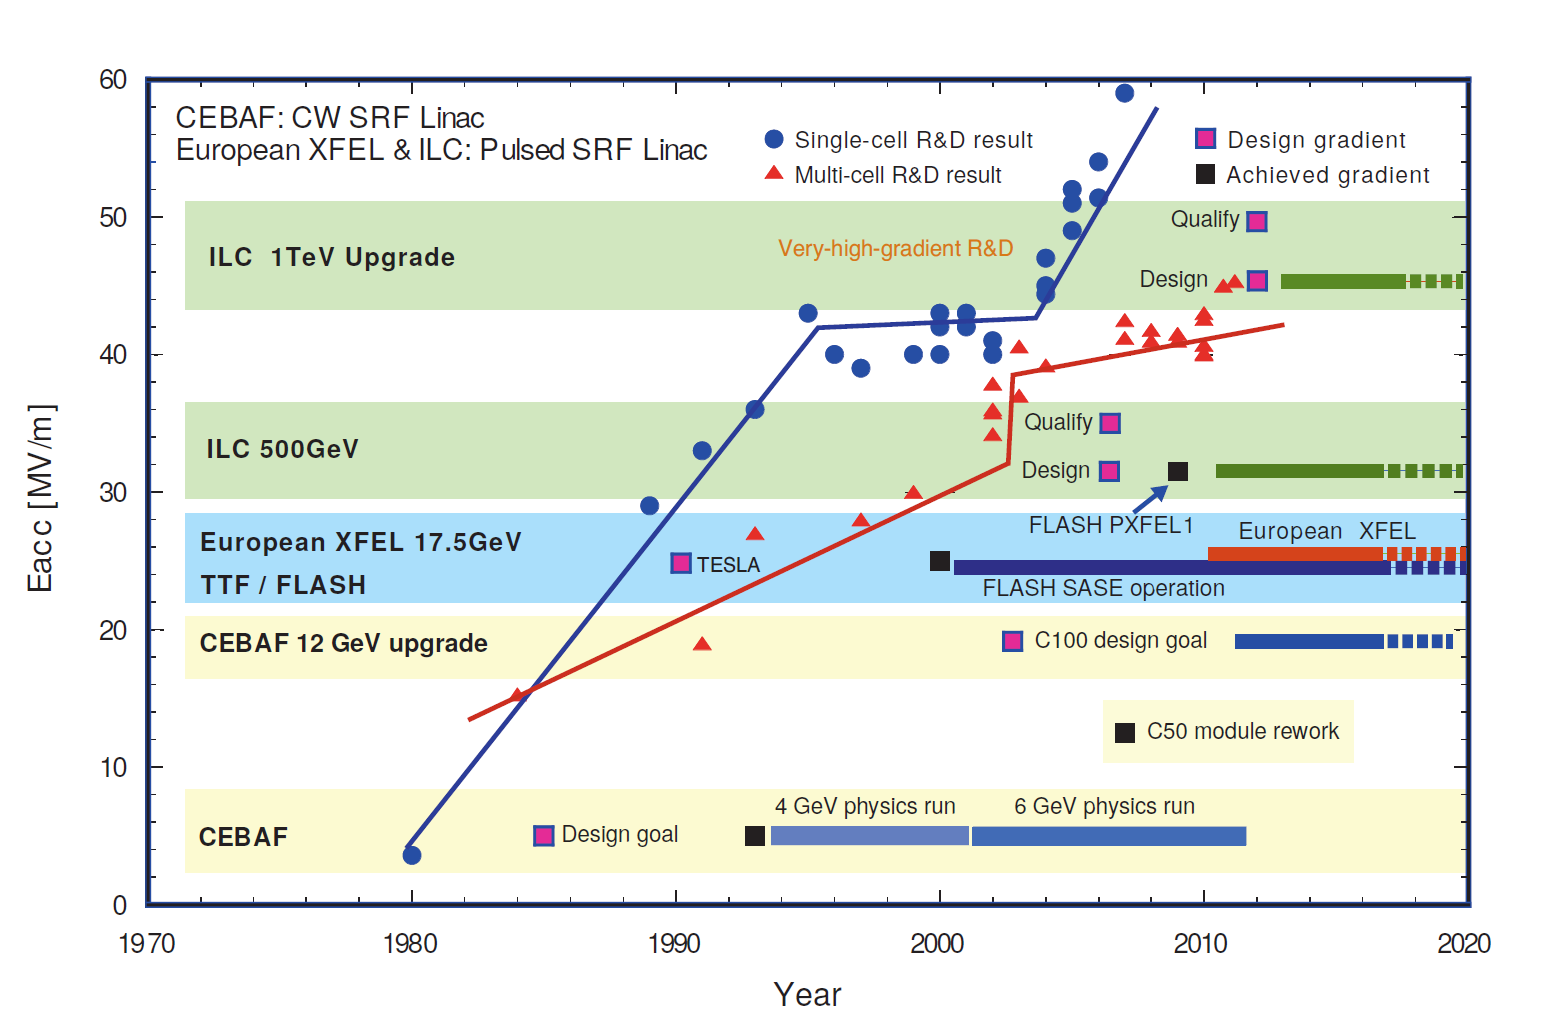 CEBAF: CW SRF Linac
European XFEL & ILC: Pulsed SRF Linac
Single-cell R&D result
Multi-cell R&D result
Design gradient
Achieved gradient
Qualify
ILC 1TeV Upgrade
Very-high-gradient R&D
Design
Qualify
ILC 500GeV
Design
FLASH PXFEL1
European XFEL
European XFEL 17.5GeV
TESLA
TTF / FLASH
FLASH SASE operation
CEBAF 12 GeV upgrade
C100 design goal
C50 module rework
4 GeV physics run
6 GeV physics run
CEBAF
Design goal
60
50
40
30
20
10
0
Eacc [MV/m]
1970
1980
1990
2000
2010
2020
Year